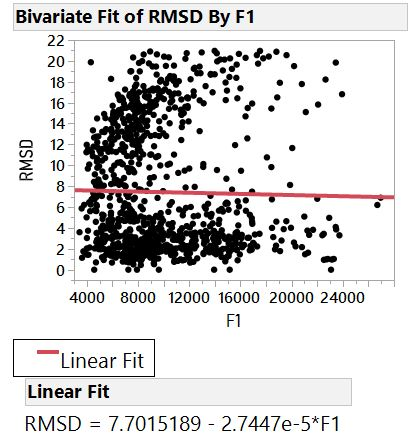 Bivariate Fit of RMSD By F1
22
20
18
16
14
12
10
8
6
4
2
0
RMSD
4000 8000 12000 16000 20000 24000
F1
Linear Fit
Linear Fit
RMSD = 7.7015189 - 2.7447e-5*F1